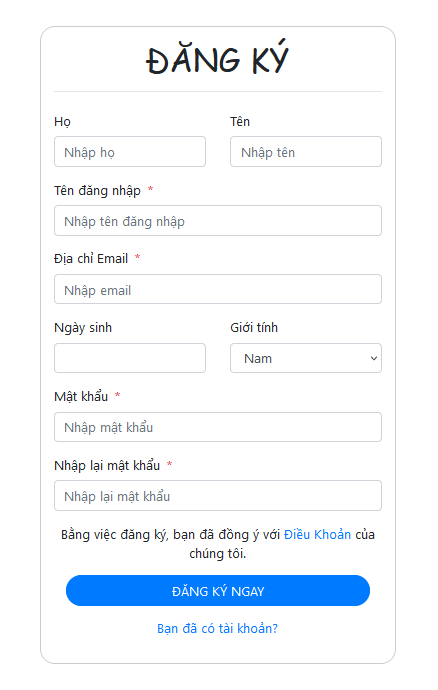 ĐĂNG KÝ
Họ
Tên
Nhập họ
Nhập tên
Tên đăng nhập *
Nhập tên đăng nhập
Địa chỉ Email *
Nhập email
Ngày sinh
Giới tính
Nam
Mật khẩu *
Nhập mật khẩu
Nhập lại mật khẩu *
Nhập lại mật khẩu
Bằng việc đăng ký, bạn đã đồng ý với Điều Khoản của
chúng tôi.
ĐĂNG KÝ NGAY
Bạn đã có tài khoản?